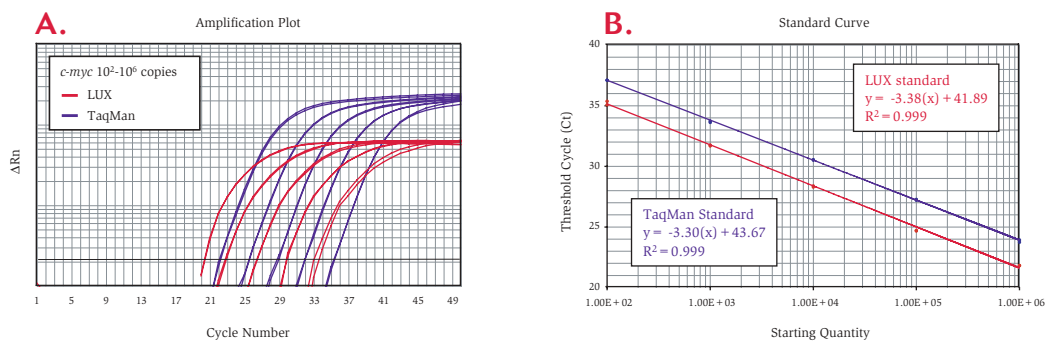 A.
Amplification Plot
c-myc 10²-10⁶ copies
LUX
TaqMan
ΔRn
1 5 9 13 17 21 25 29 33 37 41 45 49
Cycle Number
B.
Standard Curve
40
35
30
25
20
Threshold Cycle (Ct)
LUX standard
y = -3.38(x) + 41.89
R² = 0.999
TaqMan Standard
y = -3.30(x) + 43.67
R² = 0.999
1.00E + 02 1.00E + 03 1.00E + 04 1.00E + 05 1.00E + 06
Starting Quantity